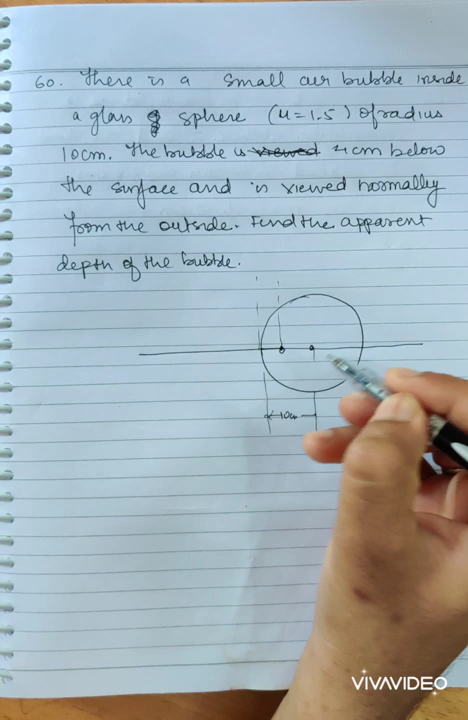 60. There is a small air bubble inside
a glass sphere (μ=1.5) of radius
10cm. The bubble is viewed 4cm below
the surface and is viewed normally
from the outside. Find the apparent
depth of the bubble.
10cm
VIVAVIDEO